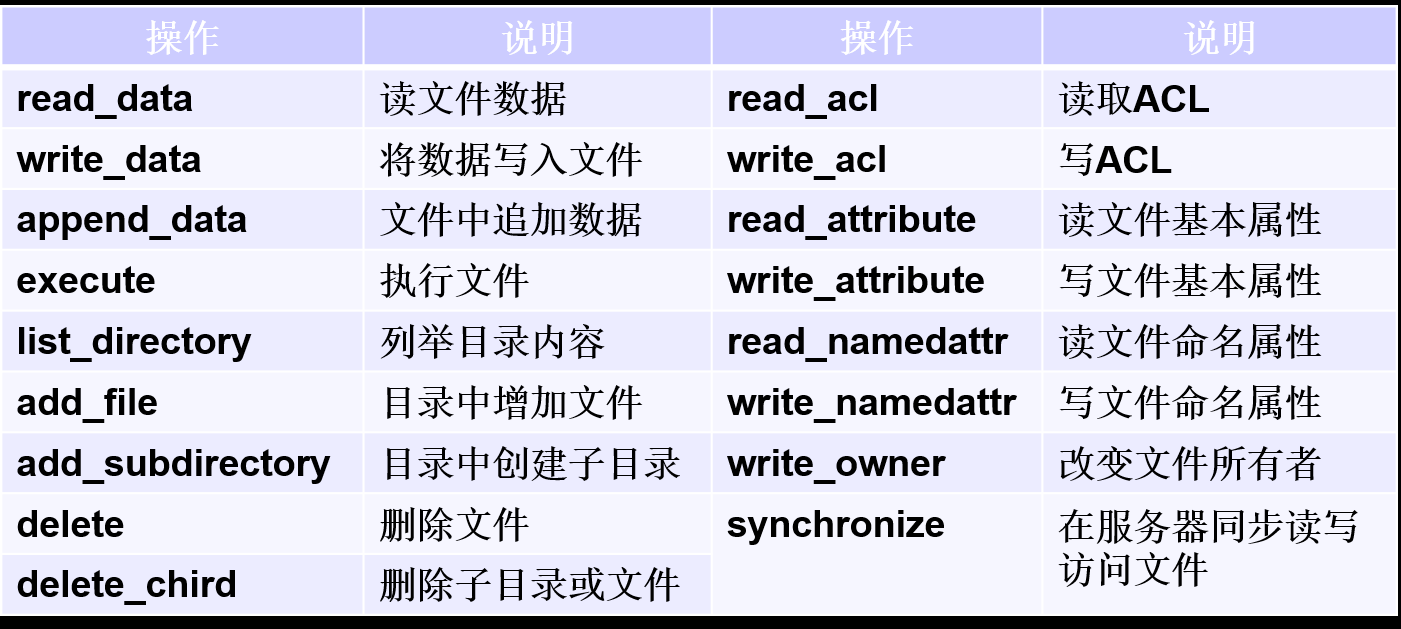 操作 说明 操作 说明
read_data 读文件数据 read_acl 读取ACL
write_data 将数据写入文件 write_acl 写ACL
append_data 文件中追加数据 read_attribute 读文件基本属性
execute 执行文件 write_attribute 写文件基本属性
list_directory 列举目录内容 read_namedattr 读文件命名属性
add_file 目录中增加文件 write_namedattr 写文件命名属性
add_subdirectory 目录中创建子目录 write_owner 改变文件所有者
delete 删除文件 synchronize 在服务器同步读写
访问文件
delete_chird 删除子目录或文件